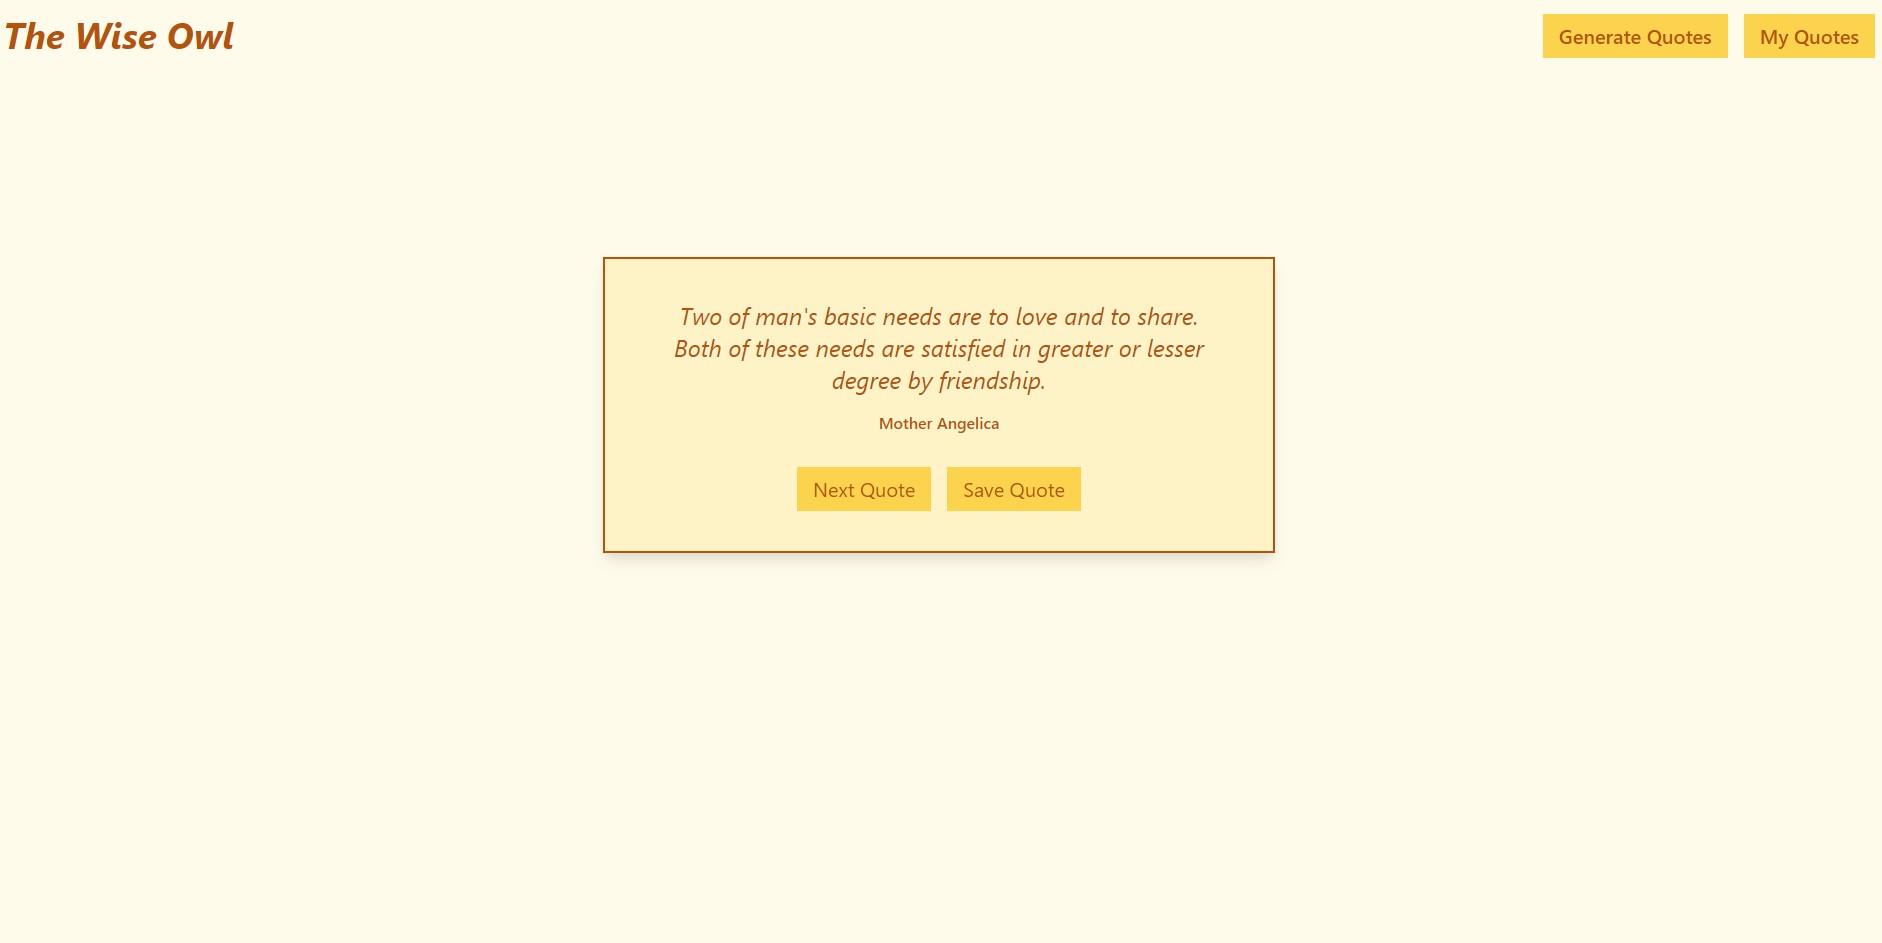 The Wise Owl
Generate Quotes
My Quotes
Two of man's basic needs are to love and to share.
Both of these needs are satisfied in greater or lesser
degree by friendship.
Mother Angelica
Next Quote
Save Quote